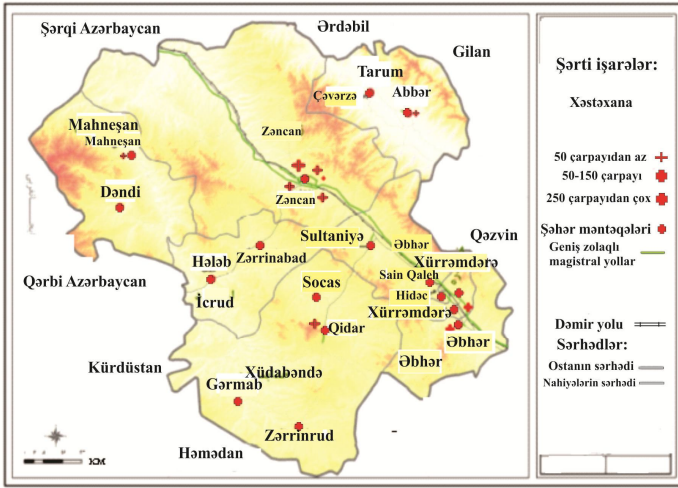 Şərqi Azərbaycan
Ərdəbil
Gilan
Tarum
Çəvərzə
Abbər
Zəncan
Mahneşan
Mahneşan
Dəndi
Zəncan
Sultaniyə
Əbhər
Qəzvin
Xürrəmdərə
Zərrinabad
Hələb
Sain Qaleh
Qərbi Azərbaycan
İcrud
Socas
Hidəc
Xürrəmdərə
Qidar
Əbhər
Əbhər
Kürdüstan
Xüdabəndə
Gərmab
Zərrinrud
Həmədan
Şərti işarələr:
Xəstəxana
50 çarpayıdan az
50-150 çarpayı
250 çarpayıdan çox
Şəhər məntəqələri
Geniş zolaqlı
magistral yollar
Dəmir yolu
Sərhədlər:
Ostanın sərhədi
Nahiyələrin sərhədi